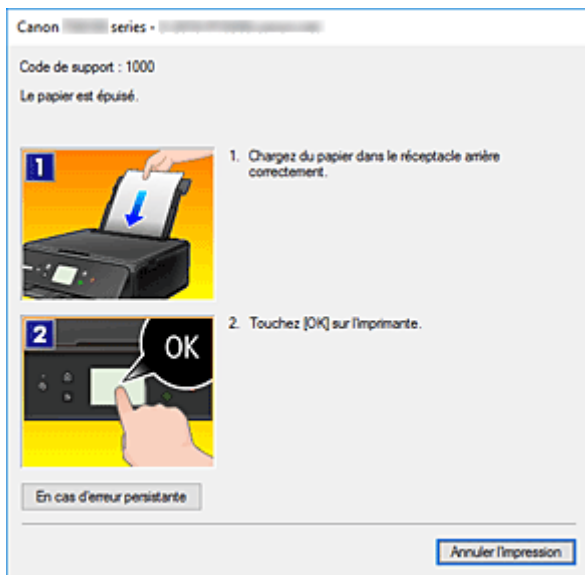 Canon series -
Code de support : 1000
Le papier est épuisé.
1
1. Chargez du papier dans le réceptacle arrière
correctement.
2
OK
2. Touchez [OK] sur l'imprimante.
En cas d'erreur persistante
Annuler l'impression